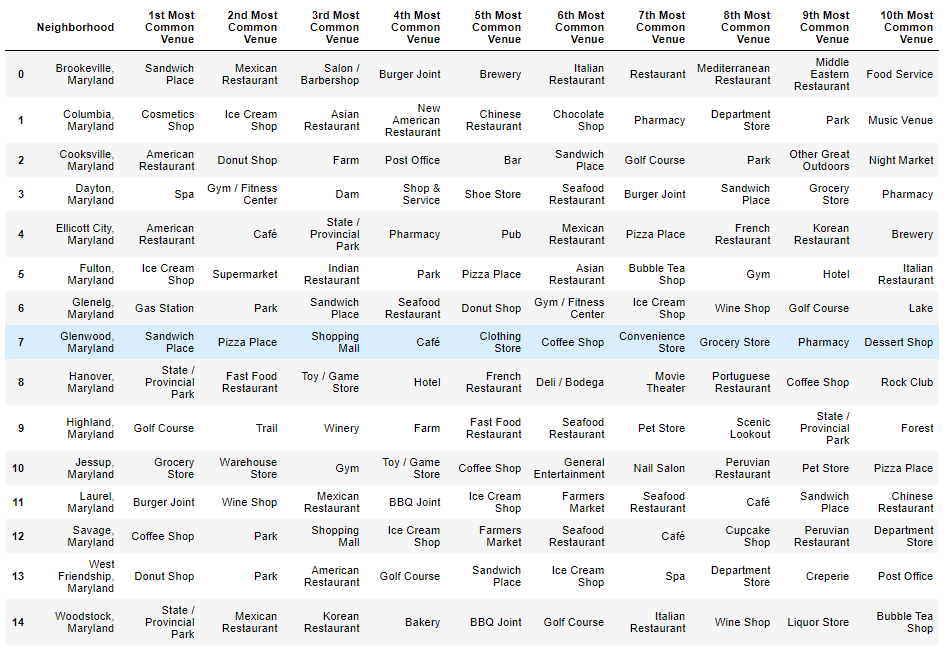 Neighborhood 1st Most Common Venue 2nd Most Common Venue 3rd Most Common Venue 4th Most Common Venue 5th Most Common Venue 6th Most Common Venue 7th Most Common Venue 8th Most Common Venue 9th Most Common Venue 10th Most Common Venue
0 Brookeville, Maryland Sandwich Place Mexican Restaurant Salon / Barbershop Burger Joint Brewery Italian Restaurant Restaurant Mediterranean Restaurant Middle Eastern Restaurant Food Service
1 Columbia, Maryland Cosmetics Shop Ice Cream Shop Asian Restaurant New American Restaurant Chinese Restaurant Chocolate Shop Pharmacy Department Store Park Music Venue
2 Cooksville, Maryland American Restaurant Donut Shop Farm Post Office Bar Sandwich Place Golf Course Park Other Great Outdoors Night Market
3 Dayton, Maryland Spa Gym / Fitness Center Dam Shop & Service Shoe Store Seafood Restaurant Burger Joint Sandwich Place Grocery Store Pharmacy
4 Ellicott City, Maryland American Restaurant Café State / Provincial Park Pharmacy Pub Mexican Restaurant Pizza Place French Restaurant Korean Restaurant Brewery
5 Fulton, Maryland Ice Cream Shop Supermarket Indian Restaurant Park Pizza Place Asian Restaurant Bubble Tea Shop Gym Hotel Italian Restaurant
6 Glenelg, Maryland Gas Station Park Sandwich Place Seafood Restaurant Donut Shop Gym / Fitness Center Ice Cream Shop Wine Shop Golf Course Lake
7 Glenwood, Maryland Sandwich Place Pizza Place Shopping Mall Café Clothing Store Coffee Shop Convenience Store Grocery Store Pharmacy Dessert Shop
8 Hanover, Maryland State / Provincial Park Fast Food Restaurant Toy / Game Store Hotel French Restaurant Deli / Bodega Movie Theater Portuguese Restaurant Coffee Shop Rock Club
9 Highland, Maryland Golf Course Trail Winery Farm Fast Food Restaurant Seafood Restaurant Pet Store Scenic Lookout State / Provincial Park Forest
10 Jessup, Maryland Grocery Store Warehouse Store Gym Toy / Game Store Coffee Shop General Entertainment Nail Salon Peruvian Restaurant Pet Store Pizza Place
11 Laurel, Maryland Burger Joint Wine Shop Mexican Restaurant BBQ Joint Ice Cream Shop Farmers Market Seafood Restaurant Café Sandwich Place Chinese Restaurant
12 Savage, Maryland Coffee Shop Park Shopping Mall Ice Cream Shop Farmers Market Seafood Restaurant Café Cupcake Shop Peruvian Restaurant Department Store
13 West Friendship, Maryland Donut Shop Park American Restaurant Golf Course Sandwich Place Ice Cream Shop Spa Department Store Creperie Post Office
14 Woodstock, Maryland State / Provincial Park Mexican Restaurant Korean Restaurant Bakery BBQ Joint Golf Course Italian Restaurant Wine Shop Liquor Store Bubble Tea Shop